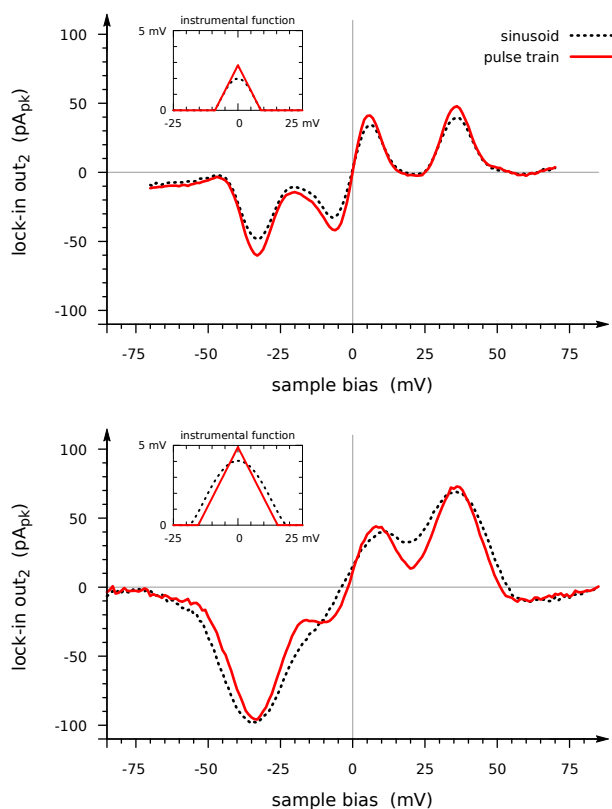 sinusoid
pulse train
instrumental function
5 mV
0
-25 0 25 mV
100
50
0
-50
-100
lock-in out2 (pApk)
-75 -50 -25 0 25 50 75
sample bias (mV)
instrumental function
5 mV
0
-25 0 25 mV
100
50
0
-50
-100
lock-in out2 (pApk)
-75 -50 -25 0 25 50 75
sample bias (mV)